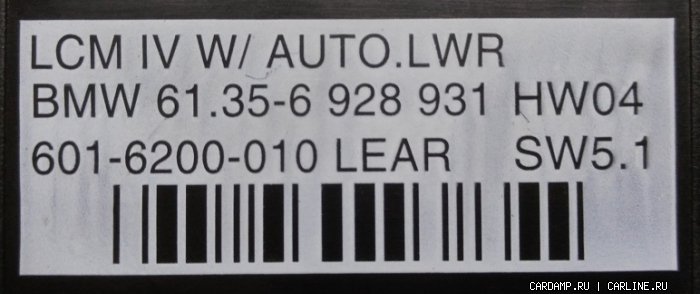 LCM IV W/ AUTO.LWR
BMW 61.35-6 928 931 HW04
601-6200-010 LEAR SW5.1
CARDAMP.RU | CARLINE.RU